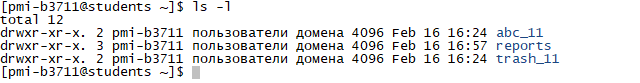 [pmi-b3711@students ~]$ ls -l
total 12
drwxr-xr-x. 2 pmi-b3711 пользователи домена 4096 Feb 16 16:24 abc_11
drwxr-xr-x. 3 pmi-b3711 пользователи домена 4096 Feb 16 16:57 reports
drwxr-xr-x. 2 pmi-b3711 пользователи домена 4096 Feb 16 16:24 trash_11
[pmi-b3711@students ~]$